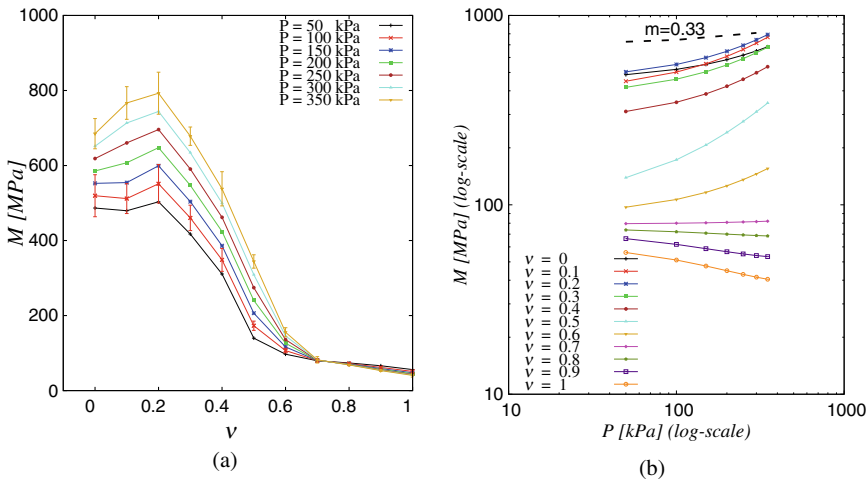 1000
800
600
400
200
0
M [MPa]
P = 50 kPa
P = 100 kPa
P = 150 kPa
P = 200 kPa
P = 250 kPa
P = 300 kPa
P = 350 kPa
0 0.2 0.4 0.6 0.8 1
ν
(a)
1000
100
10
M [MPa] (log-scale)
m=0.33
ν = 0
ν = 0.1
ν = 0.2
ν = 0.3
ν = 0.4
ν = 0.5
ν = 0.6
ν = 0.7
ν = 0.8
ν = 0.9
ν = 1
10 100 1000
P [kPa] (log-scale)
(b)